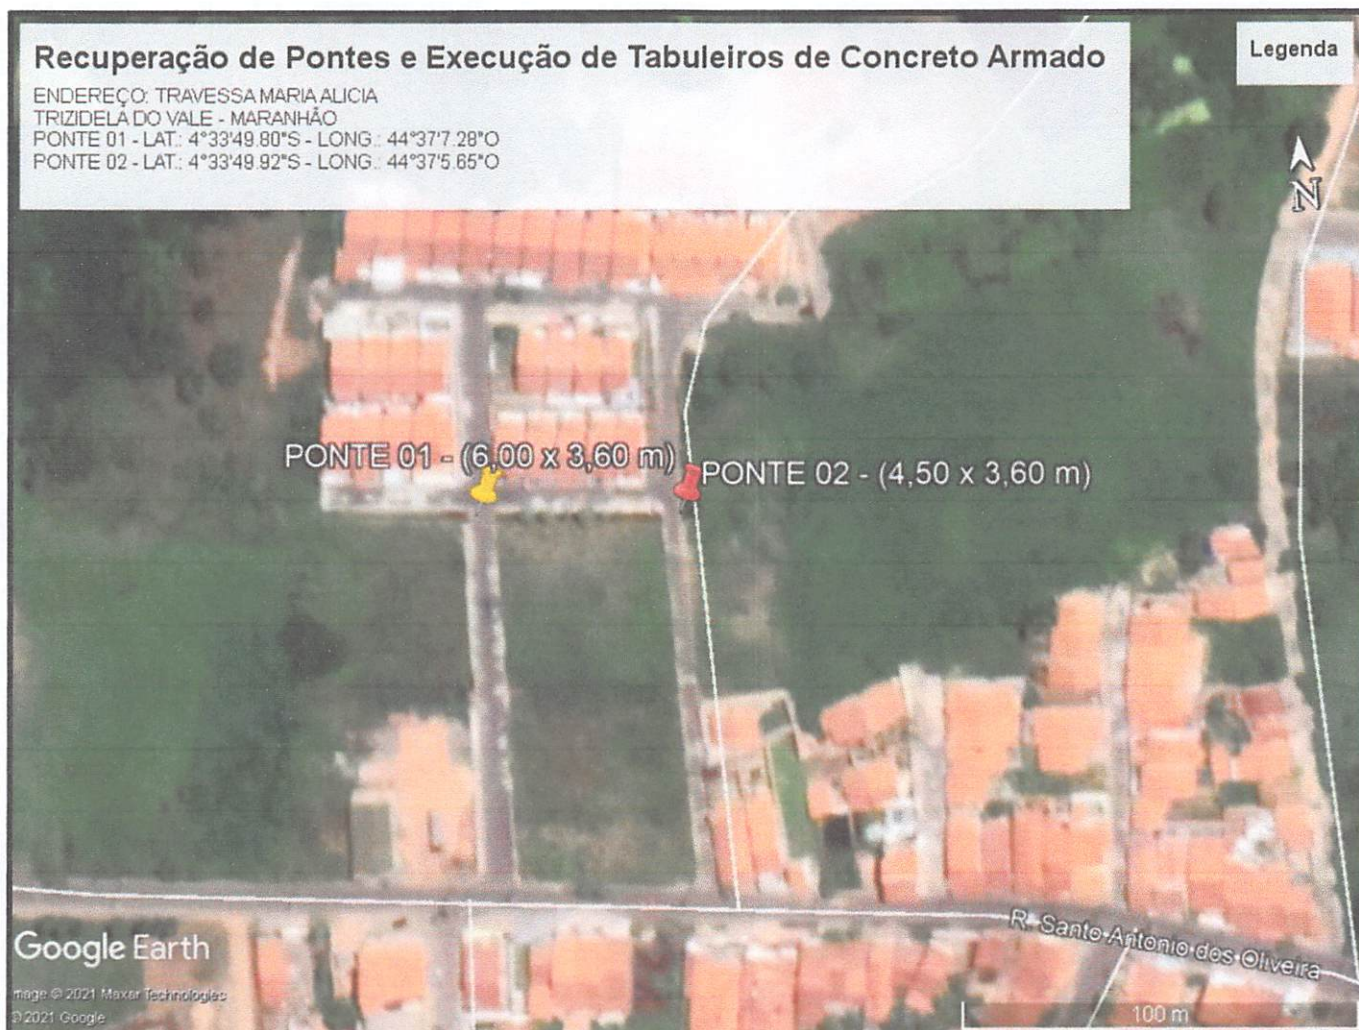 Recuperação de Pontes e Execução de Tabuleiros de Concreto Armado
Legenda
ENDEREÇO: TRAVESSA MARIA ALICIA
TRIZIDELA DO VALE - MARANHÃO
PONTE 01 - LAT.: 4°33'49.80"S - LONG.: 44°37'7.28"O
PONTE 02 - LAT.: 4°33'49.92"S - LONG.: 44°37'5.65"O
N
PONTE 01 - (6,00 x 3,60 m)
PONTE 02 - (4,50 x 3,60 m)
R. Santo Antonio dos Oliveira
Google Earth
mage © 2021 Maxar Technologies
© 2021 Google
100 m